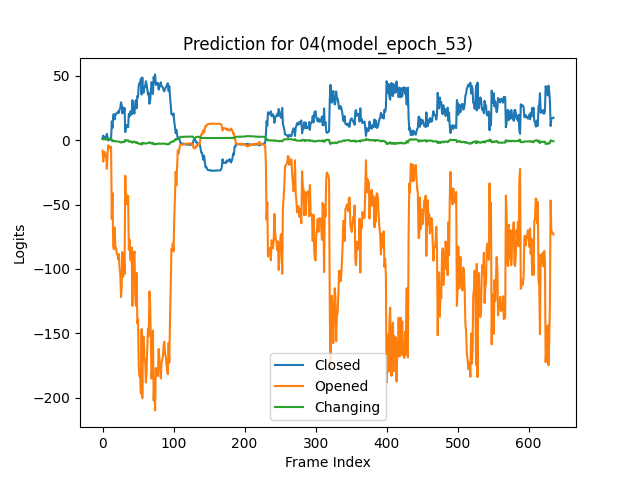 Prediction for 04(model_epoch_53)
Logits
50
0
−50
−100
−150
−200
0 100 200 300 400 500 600
Frame Index
Closed
Opened
Changing